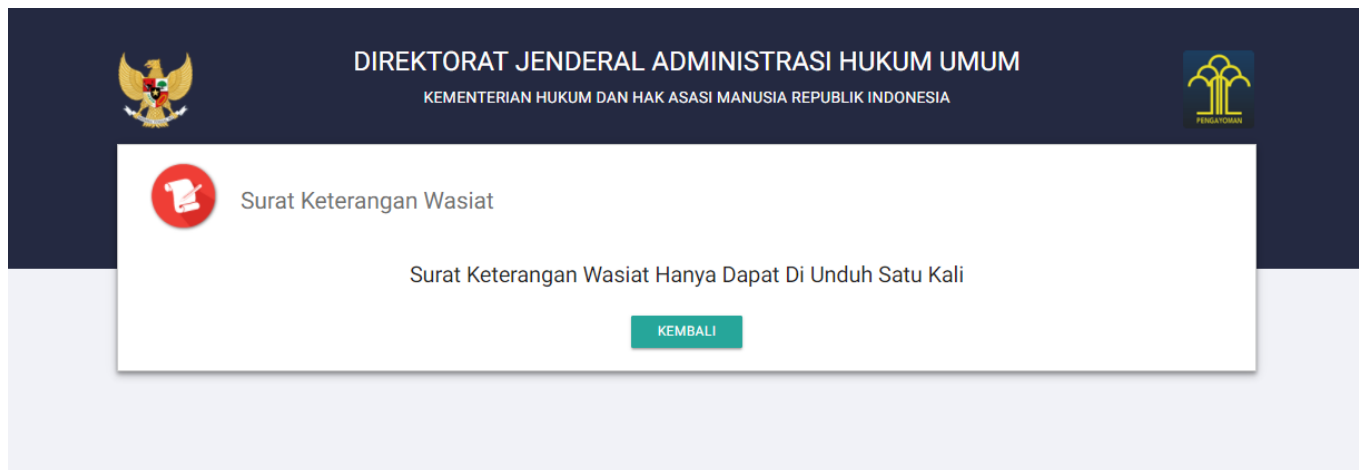 DIREKTORAT JENDERAL ADMINISTRASI HUKUM UMUM
KEMENTERIAN HUKUM DAN HAK ASASI MANUSIA REPUBLIK INDONESIA
PENGAYOMAN
Surat Keterangan Wasiat
Surat Keterangan Wasiat Hanya Dapat Di Unduh Satu Kali
KEMBALI